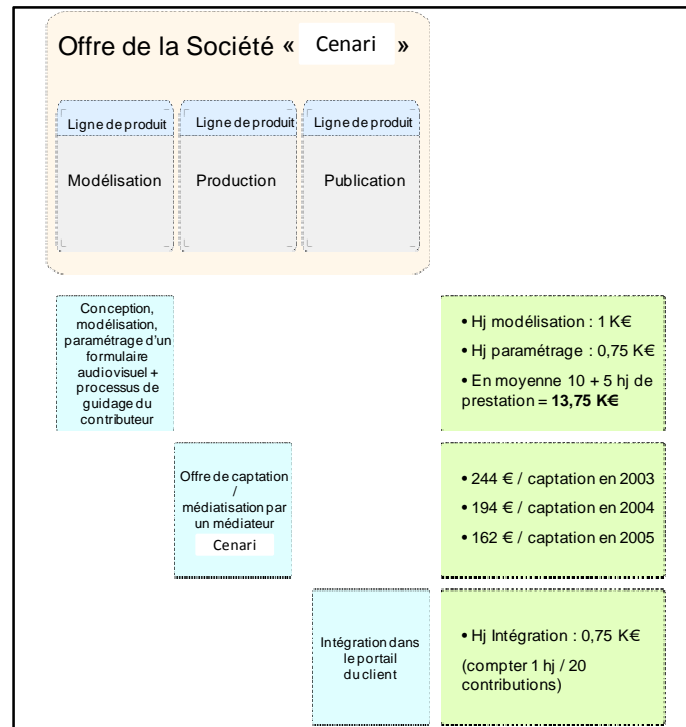 Offre de la Société « Cenari »
Ligne de produit
Modélisation
Ligne de produit
Production
Ligne de produit
Publication
Conception,
modélisation,
paramétrage d'un
formulaire
audiovisuel +
processus de
guidage du
contributeur
• Hj modélisation : 1 K€
• Hj paramétrage : 0,75 K€
• En moyenne 10 + 5 hj de
prestation = 13,75 K€
Offre de captation
/
médiatisation par
un médiateur
Cenari
• 244 € / captation en 2003
• 194 € / captation en 2004
• 162 € / captation en 2005
Intégration dans
le portail
du client
• Hj Intégration : 0,75 K€
(compter 1 hj / 20
contributions)